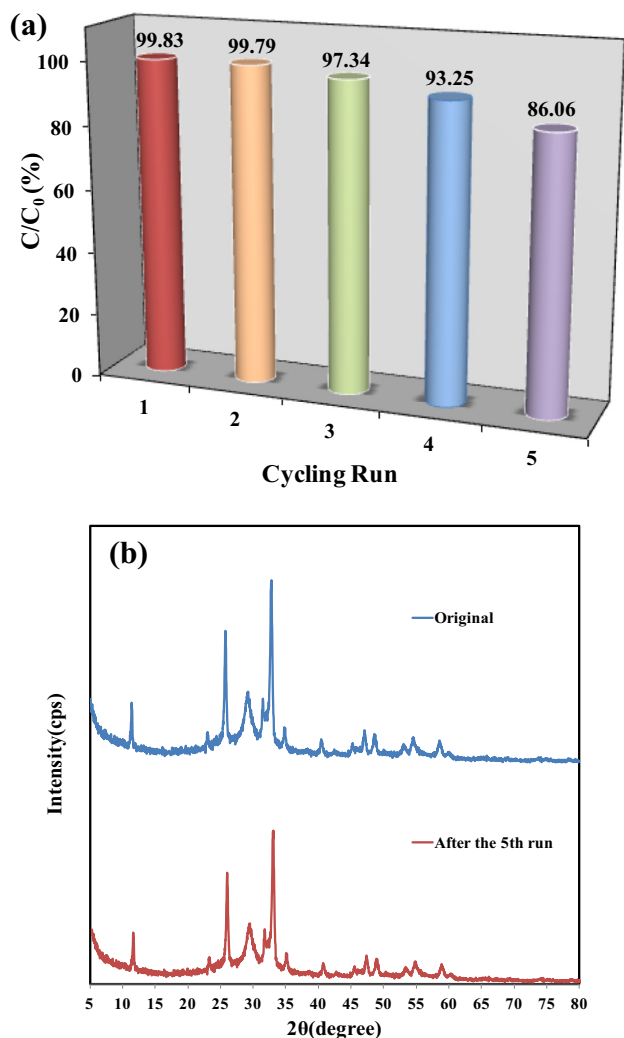 (a)
99.83
99.79
97.34
93.25
86.06
100
80
60
40
20
0
C/C₀ (%)
1
2
3
4
5
Cycling Run
(b)
Original
After the 5th run
Intensity(cps)
5 10 15 20 25 30 35 40 45 50 55 60 65 70 75 80
2θ(degree)